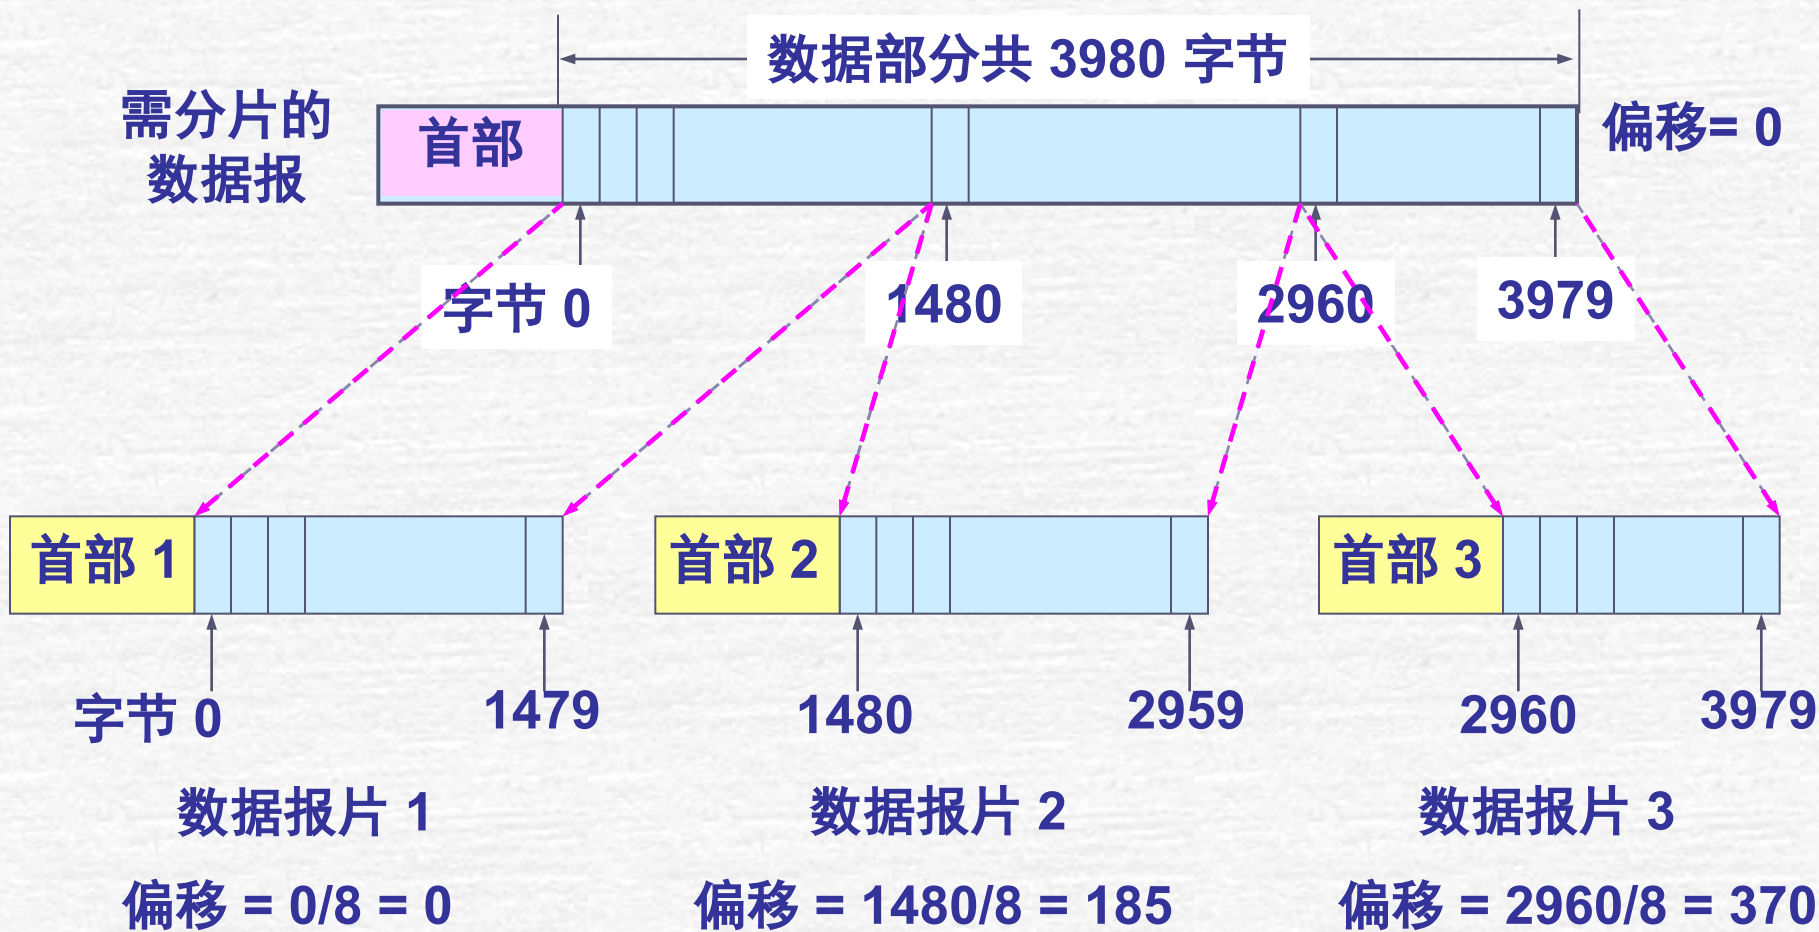 数据部分共 3980 字节
需分片的
数据报
首部
偏移= 0
字节 0
1480
2960
3979
首部 1
首部 2
首部 3
字节 0
1479
1480
2959
2960
3979
数据报片 1
数据报片 2
数据报片 3
偏移 = 0/8 = 0
偏移 = 1480/8 = 185
偏移 = 2960/8 = 370